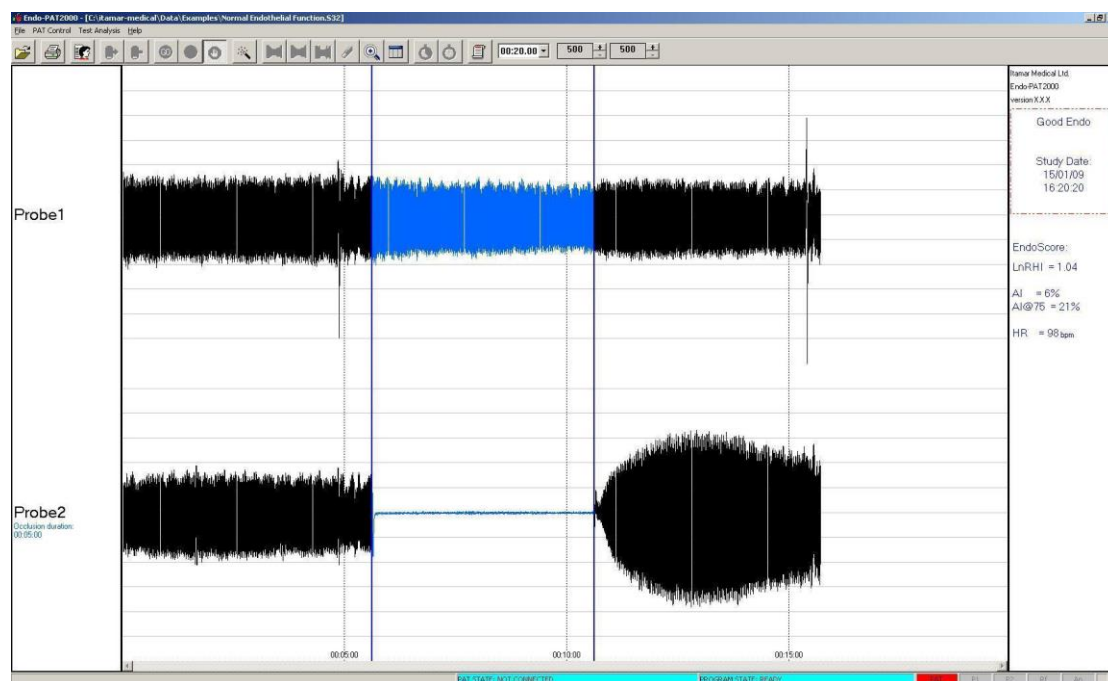 Endo-PAT2000 - [C:\itamar-medical\Data\Examples\Normal Endothelial Function.S32]
File PAT Control Test Analysis Help
00:20.00 500 500
Itamar Medical Ltd.
Endo-PAT2000
version X.X.X
Good Endo
Study Date:
15/01/09
16:20:20
EndoScore:
LnRHI = 1.04
AI = 6%
AI@75 = 21%
HR = 98 bpm
Probe1
Probe2
Occlusion duration:
00:05:00
00:05:00 00:10:00 00:15:00
PAT STATE: NOT CONNECTED PROGRAM STATE: READY